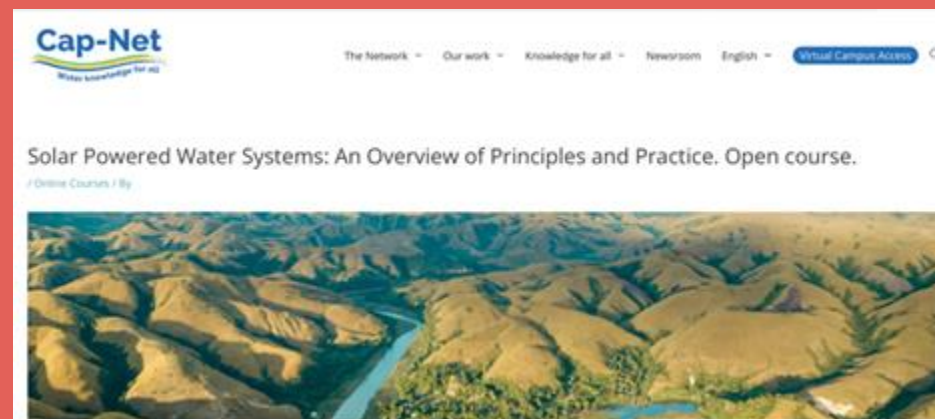 Cap-Net
Water knowledge for all
The Network Our work Knowledge for all Newsroom English Virtual Campus Access
Solar Powered Water Systems: An Overview of Principles and Practice. Open course.
/ Online Courses / By